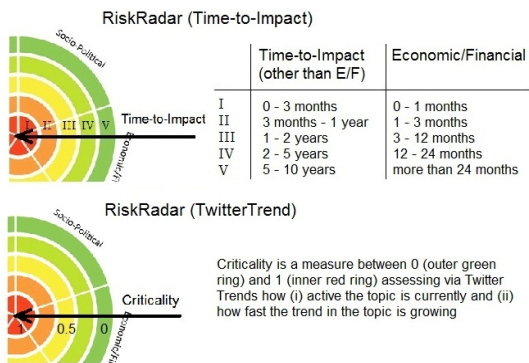 RiskRadar (Time-to-Impact)
Socio-Political
I II III IV V
Time-to-Impact
Time-to-Impact Economic/Financial
(other than E/F)
I 0 - 3 months 0 - 1 months
II 3 months - 1 year 1 - 3 months
III 1 - 2 years 3 - 12 months
IV 2 - 5 years 12 - 24 months
V 5 - 10 years more than 24 months
Economic/Fi
RiskRadar (TwitterTrend)
Socio-Political
Criticality
1 0.5 0
Economic/Fi
Criticality is a measure between 0 (outer green
ring) and 1 (inner red ring) assessing via Twitter
Trends how (i) active the topic is currently and (ii)
how fast the trend in the topic is growing